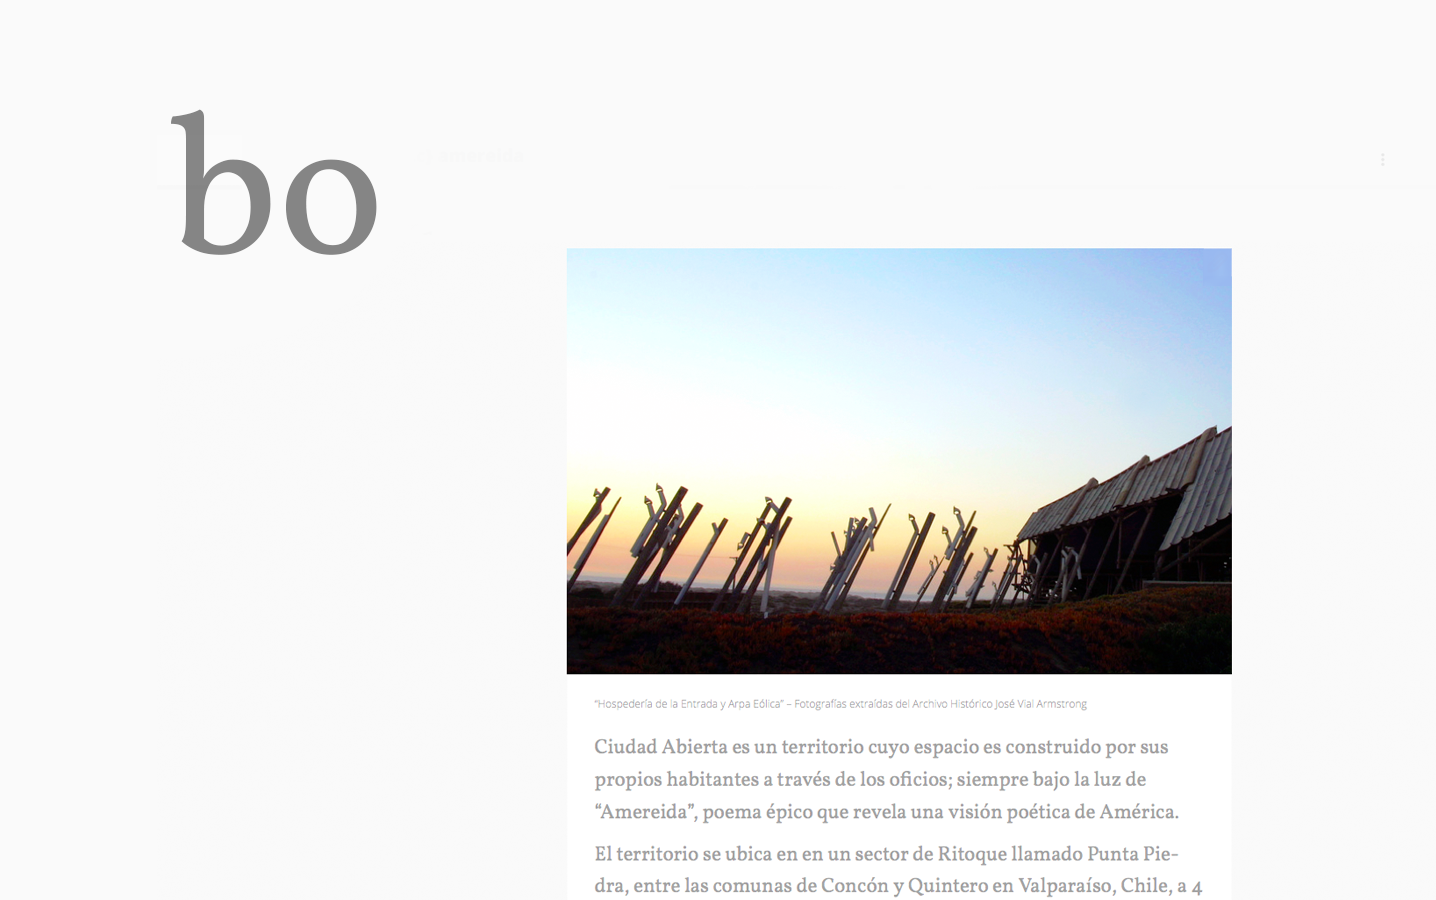 bo
“Hospedería de la Entrada y Arpa Eólica” – Fotografías extraídas del Archivo Histórico José Vial Armstrong
Ciudad Abierta es un territorio cuyo espacio es construido por sus
propios habitantes a través de los oficios; siempre bajo la luz de
“Amereida”, poema épico que revela una visión poética de América.
El territorio se ubica en en un sector de Ritoque llamado Punta Pie-
dra, entre las comunas de Concón y Quintero en Valparaíso, Chile, a 4